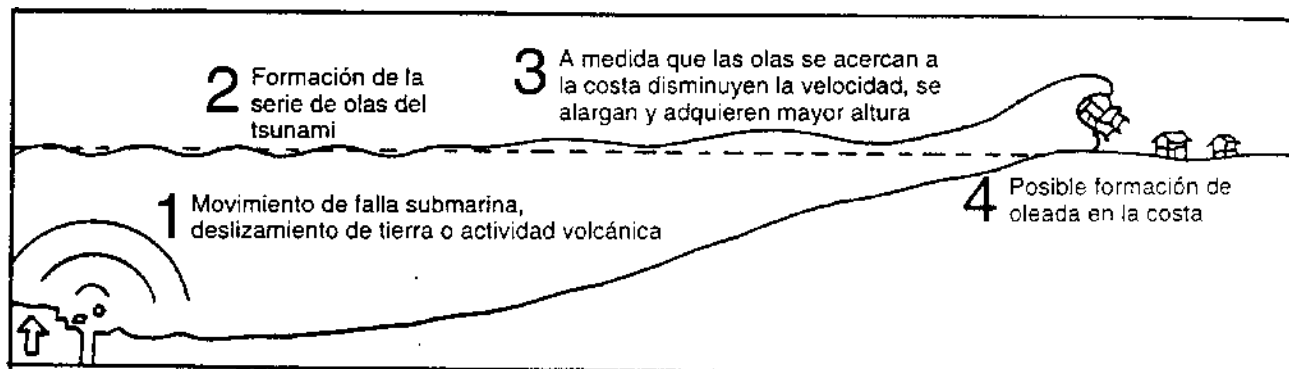 1 Movimiento de falla submarina,
deslizamiento de tierra o actividad volcánica
2 Formación de la
serie de olas del
tsunami
3 A medida que las olas se acercan a
la costa disminuyen la velocidad, se
alargan y adquieren mayor altura
4 Posible formación de
oleada en la costa